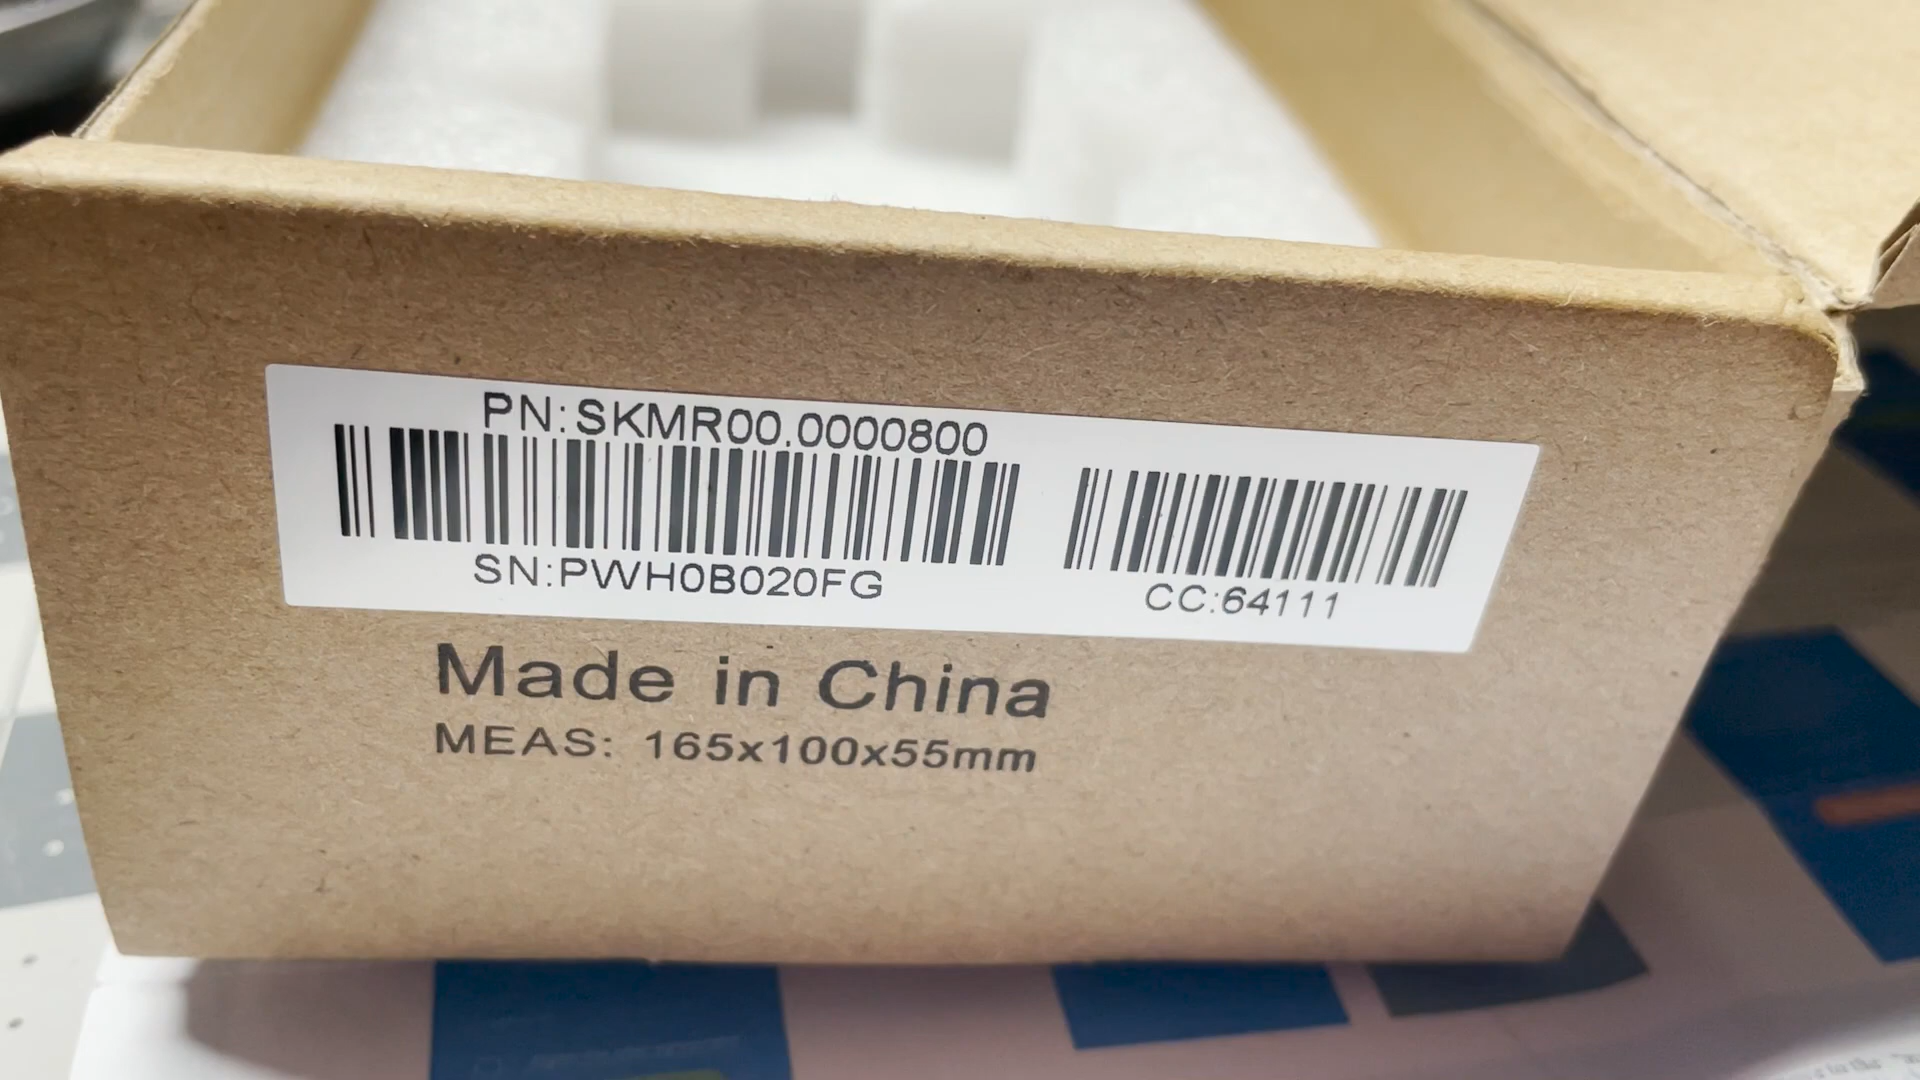 PN:SKMR00.0000800
SN:PWH0B020FG
CC:64111
Made in China
MEAS: 165x100x55mm